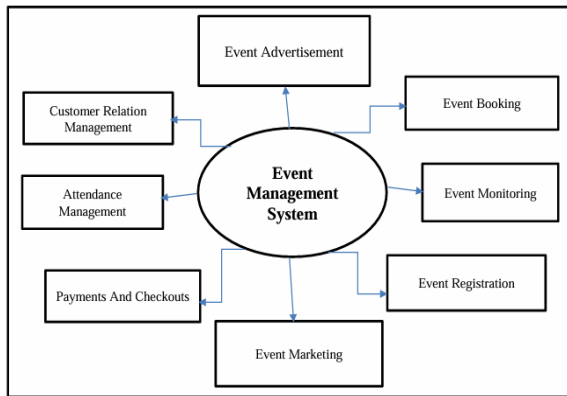 Event Advertisement
Customer Relation
Management
Event Booking
Event
Management
System
Attendance
Management
Event Monitoring
Payments And Checkouts
Event Registration
Event Marketing